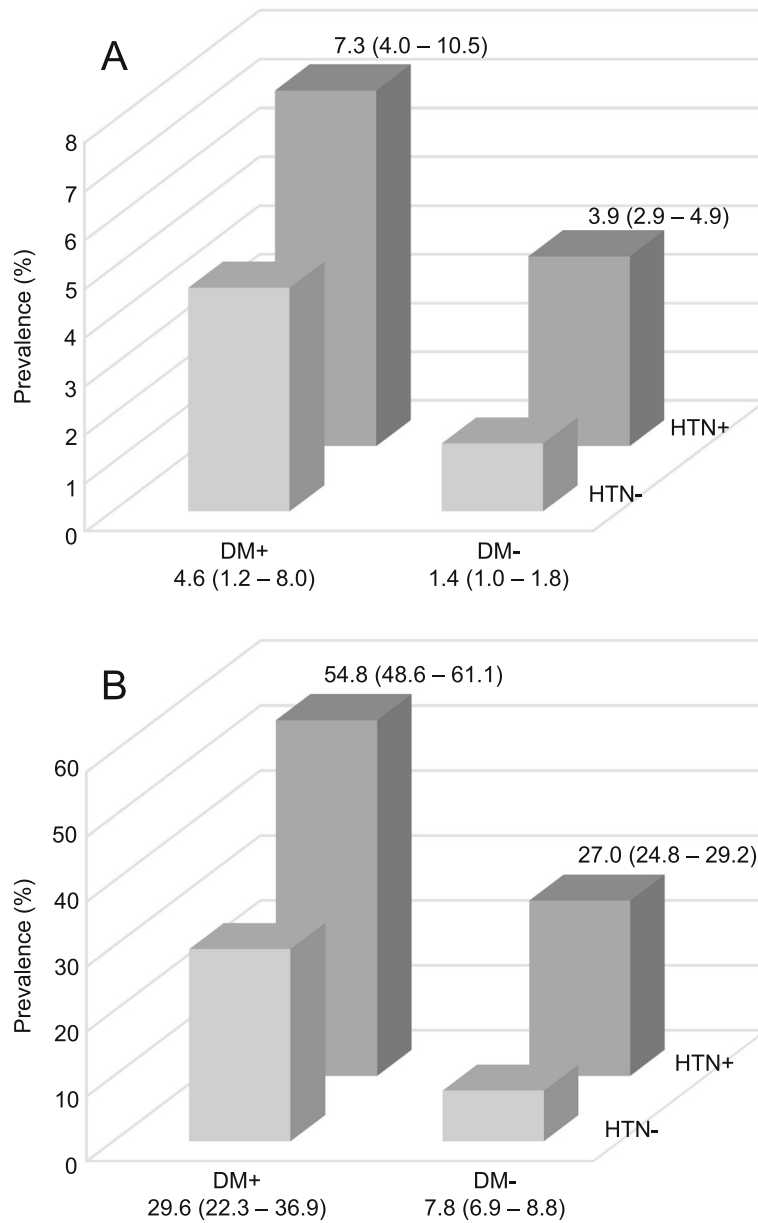 A
7.3 (4.0 – 10.5)
8
7
3.9 (2.9 – 4.9)
6
5
4
3
2
1
0
Prevalence (%)
HTN+
HTN-
DM+
DM-
4.6 (1.2 – 8.0)
1.4 (1.0 – 1.8)
B
54.8 (48.6 – 61.1)
60
50
27.0 (24.8 – 29.2)
40
30
20
10
0
Prevalence (%)
HTN+
HTN-
DM+
DM-
29.6 (22.3 – 36.9)
7.8 (6.9 – 8.8)